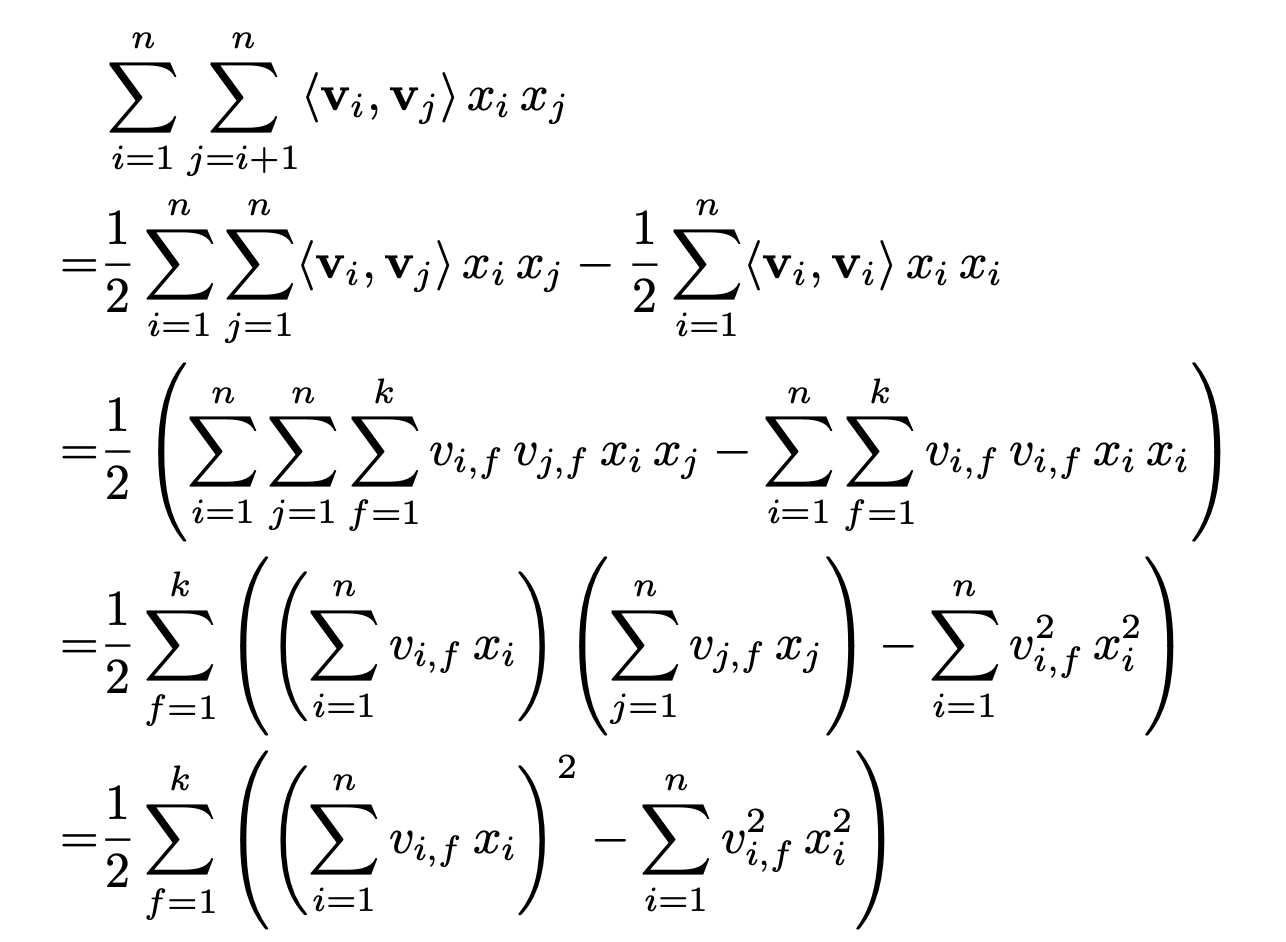 \sum_{i=1}^{n} \sum_{j=i+1}^{n} \langle \mathbf{v}_i, \mathbf{v}_j \rangle \, x_i \, x_j
= \frac{1}{2} \sum_{i=1}^{n} \sum_{j=1}^{n} \langle \mathbf{v}_i, \mathbf{v}_j \rangle \, x_i \, x_j - \frac{1}{2} \sum_{i=1}^{n} \langle \mathbf{v}_i, \mathbf{v}_i \rangle \, x_i \, x_i
= \frac{1}{2} \left( \sum_{i=1}^{n} \sum_{j=1}^{n} \sum_{f=1}^{k} v_{i,f} \, v_{j,f} \, x_i \, x_j - \sum_{i=1}^{n} \sum_{f=1}^{k} v_{i,f} \, v_{i,f} \, x_i \, x_i \right)
= \frac{1}{2} \sum_{f=1}^{k} \left( \left( \sum_{i=1}^{n} v_{i,f} \, x_i \right) \left( \sum_{j=1}^{n} v_{j,f} \, x_j \right) - \sum_{i=1}^{n} v_{i,f}^2 \, x_i^2 \right)
= \frac{1}{2} \sum_{f=1}^{k} \left( \left( \sum_{i=1}^{n} v_{i,f} \, x_i \right)^2 - \sum_{i=1}^{n} v_{i,f}^2 \, x_i^2 \right)